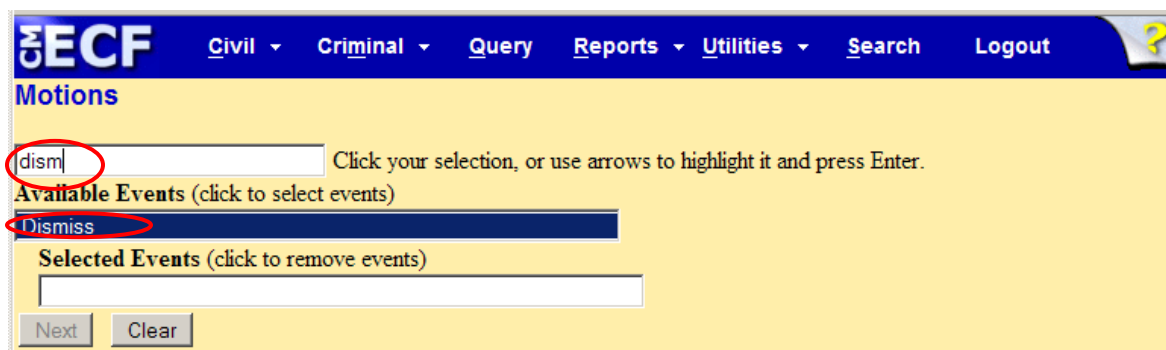 CM ECF Civil Criminal Query Reports Utilities Search Logout ?
Motions
dism Click your selection, or use arrows to highlight it and press Enter.
Available Events (click to select events)
Dismiss
Selected Events (click to remove events)
Next Clear